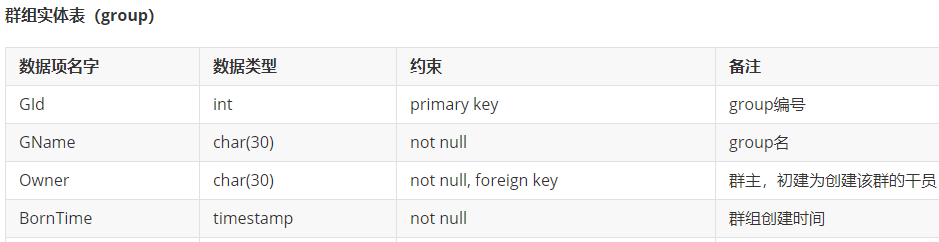 群组实体表（group）
数据项名字 数据类型 约束 备注
GId int primary key group编号
GName char(30) not null group名
Owner char(30) not null, foreign key 群主，初建为创建该群的干员
BornTime timestamp not null 群组创建时间